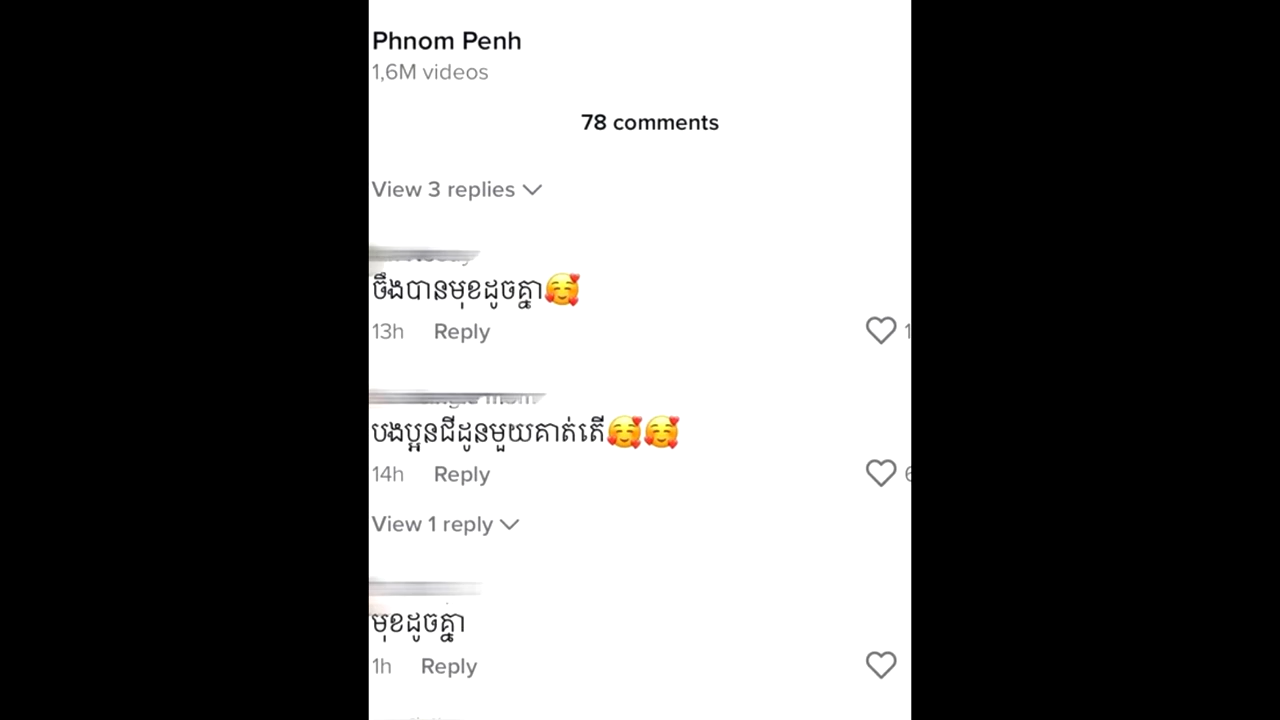 Phnom Penh
1,6M videos
78 comments
View 3 replies
ចឹងបានមុខដូចគ្នា🥰
13h Reply
បងប្អូនជីដូនមួយគាត់តើ🥰🥰
14h Reply
View 1 reply
មុខដូចគ្នា
1h Reply